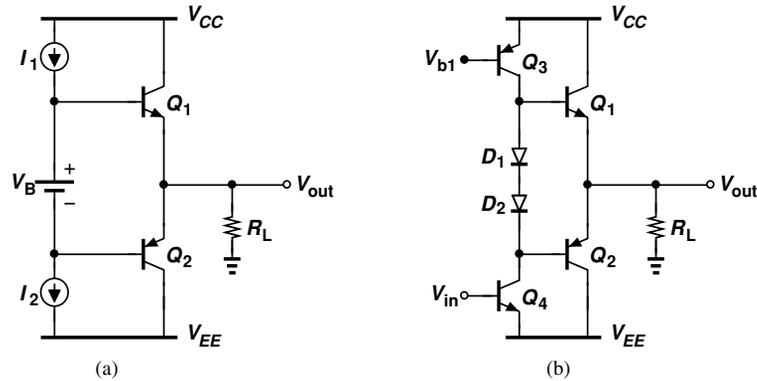 V_CC
I_1
Q_1
V_B
+
−
V_out
R_L
Q_2
I_2
V_EE
(a)
V_CC
V_b1
Q_3
Q_1
D_1
D_2
V_out
R_L
Q_2
V_in
Q_4
V_EE
(b)